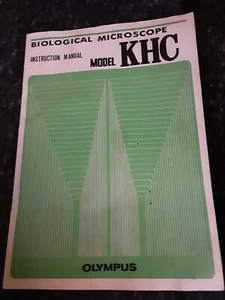 BIOLOGICAL MICROSCOPE
INSTRUCTION MANUAL
MODEL KHC
OLYMPUS